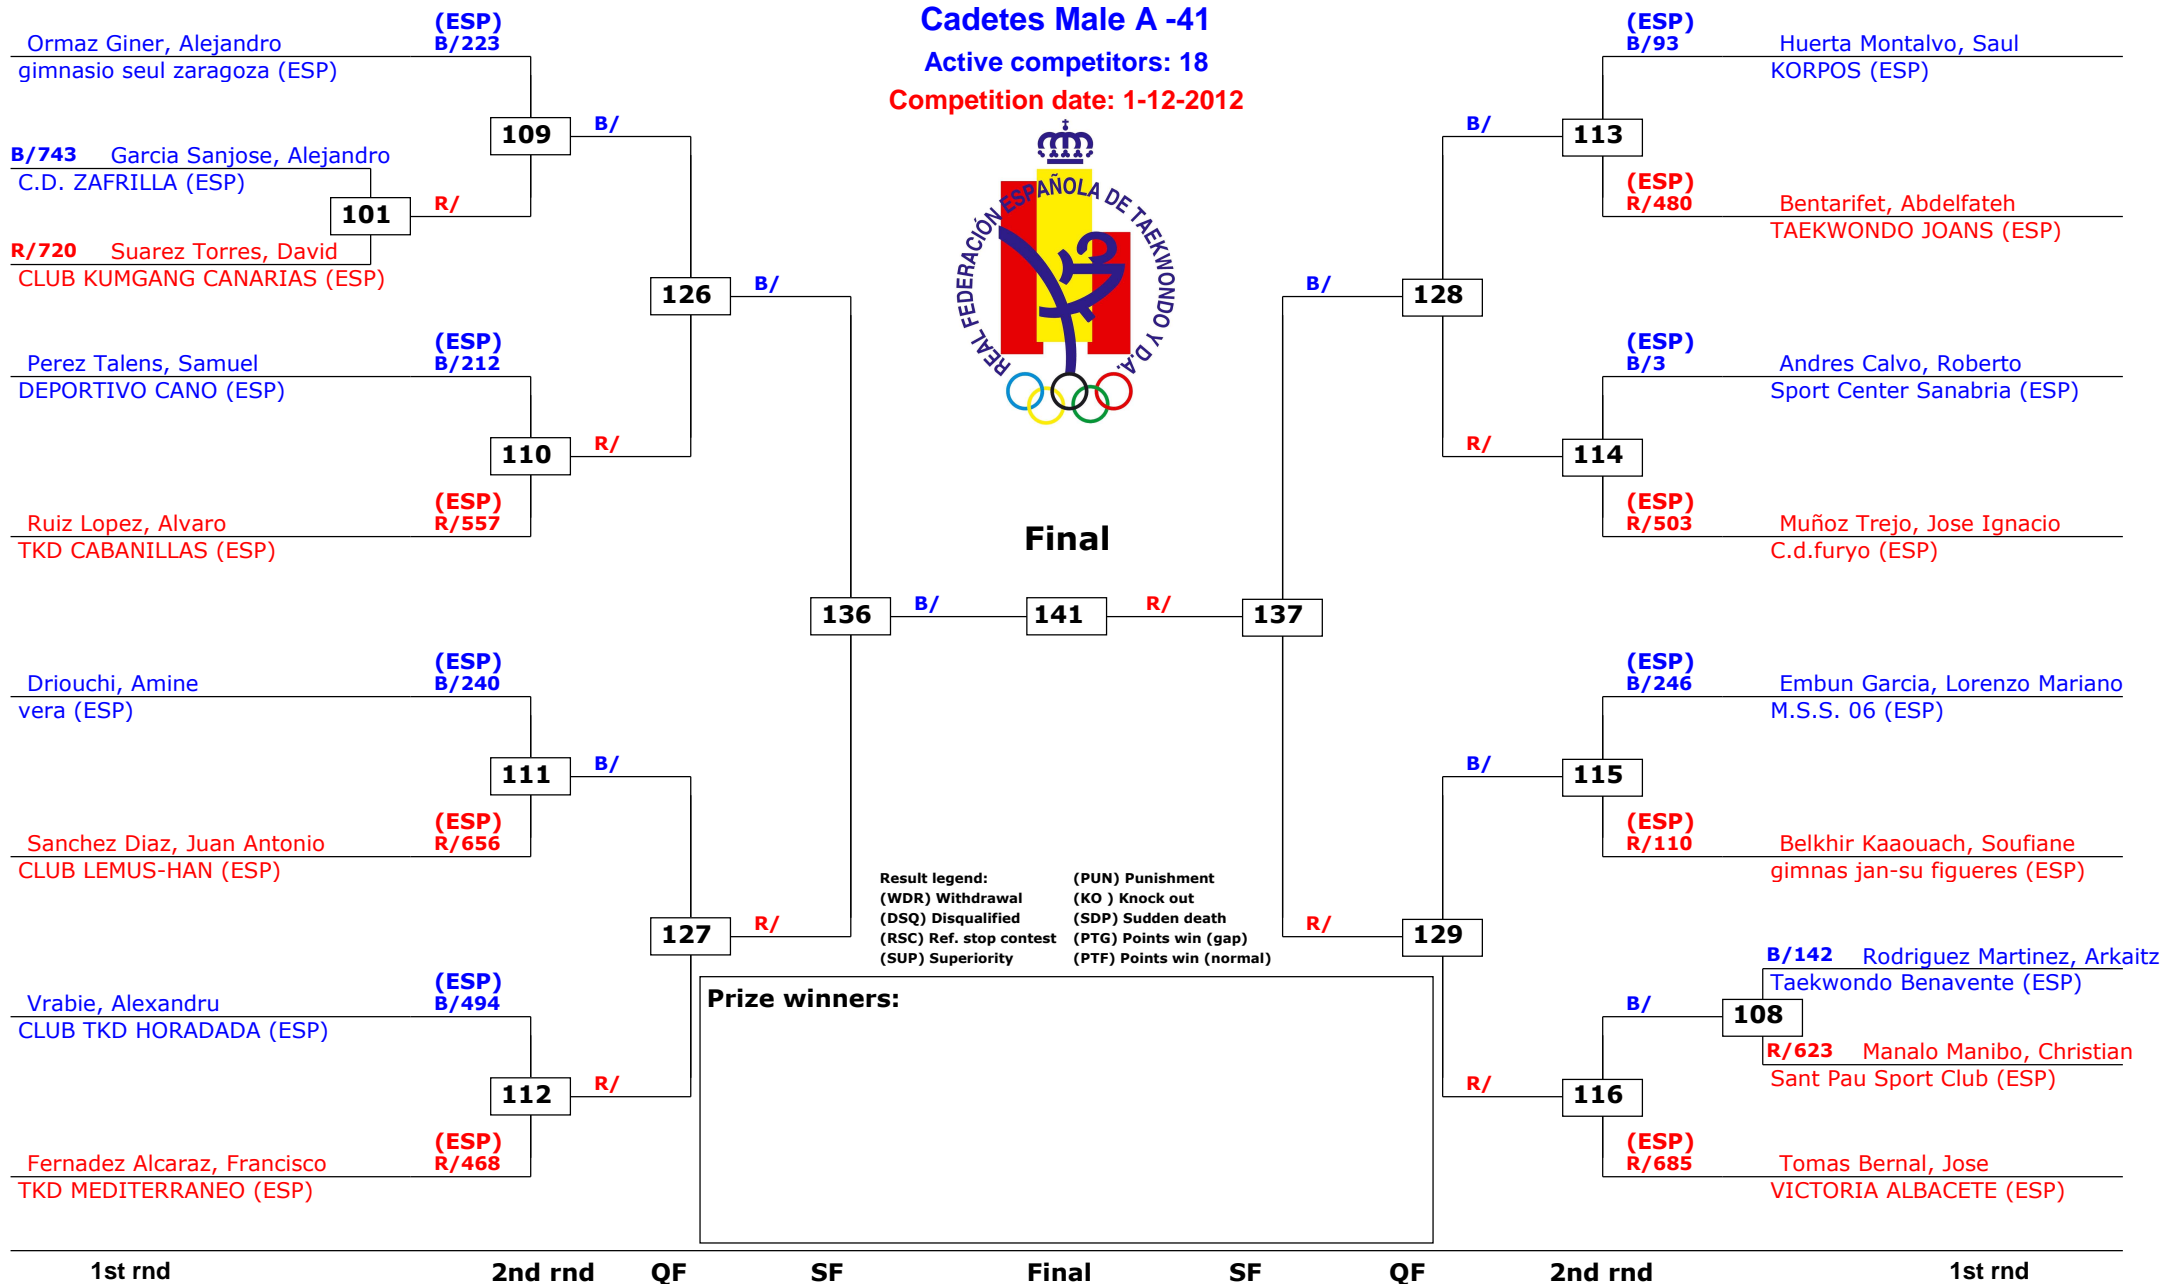 Cadetes Male A -41
Active competitors: 18
Competition date: 1-12-2012
REAL FEDERACIÓN ESPAÑOLA DE TAEKWONDO Y D.A.
(ESP)
Ormaz Giner, Alejandro B/223
gimnasio seul zaragoza (ESP)
109
B/
B/743 Garcia Sanjose, Alejandro
C.D. ZAFRILLA (ESP)
101
R/
R/720 Suarez Torres, David
CLUB KUMGANG CANARIAS (ESP)
126
B/
(ESP)
Perez Talens, Samuel B/212
DEPORTIVO CANO (ESP)
110
R/
(ESP)
Ruiz Lopez, Alvaro R/557
TKD CABANILLAS (ESP)
136
B/
(ESP)
Driouchi, Amine B/240
vera (ESP)
111
B/
(ESP)
Sanchez Diaz, Juan Antonio R/656
CLUB LEMUS-HAN (ESP)
127
R/
(ESP)
Vrabie, Alexandru B/494
CLUB TKD HORADADA (ESP)
112
R/
(ESP)
Fernadez Alcaraz, Francisco R/468
TKD MEDITERRANEO (ESP)
Final
141
R/
(ESP)
B/93 Huerta Montalvo, Saul
KORPOS (ESP)
B/
113
(ESP)
R/480 Bentarifet, Abdelfateh
TAEKWONDO JOANS (ESP)
B/
128
(ESP)
B/3 Andres Calvo, Roberto
Sport Center Sanabria (ESP)
R/
114
(ESP)
R/503 Muñoz Trejo, Jose Ignacio
C.d.furyo (ESP)
137
(ESP)
B/246 Embun Garcia, Lorenzo Mariano
M.S.S. 06 (ESP)
B/
115
(ESP)
R/110 Belkhir Kaaouach, Soufiane
gimnas jan-su figueres (ESP)
R/
129
B/142 Rodriguez Martinez, Arkaitz
Taekwondo Benavente (ESP)
B/
108
R/623 Manalo Manibo, Christian
Sant Pau Sport Club (ESP)
R/
116
(ESP)
R/685 Tomas Bernal, Jose
VICTORIA ALBACETE (ESP)
Result legend: (PUN) Punishment
(WDR) Withdrawal (KO ) Knock out
(DSQ) Disqualified (SDP) Sudden death
(RSC) Ref. stop contest (PTG) Points win (gap)
(SUP) Superiority (PTF) Points win (normal)
Prize winners:
1st rnd 2nd rnd QF SF Final SF QF 2nd rnd 1st rnd